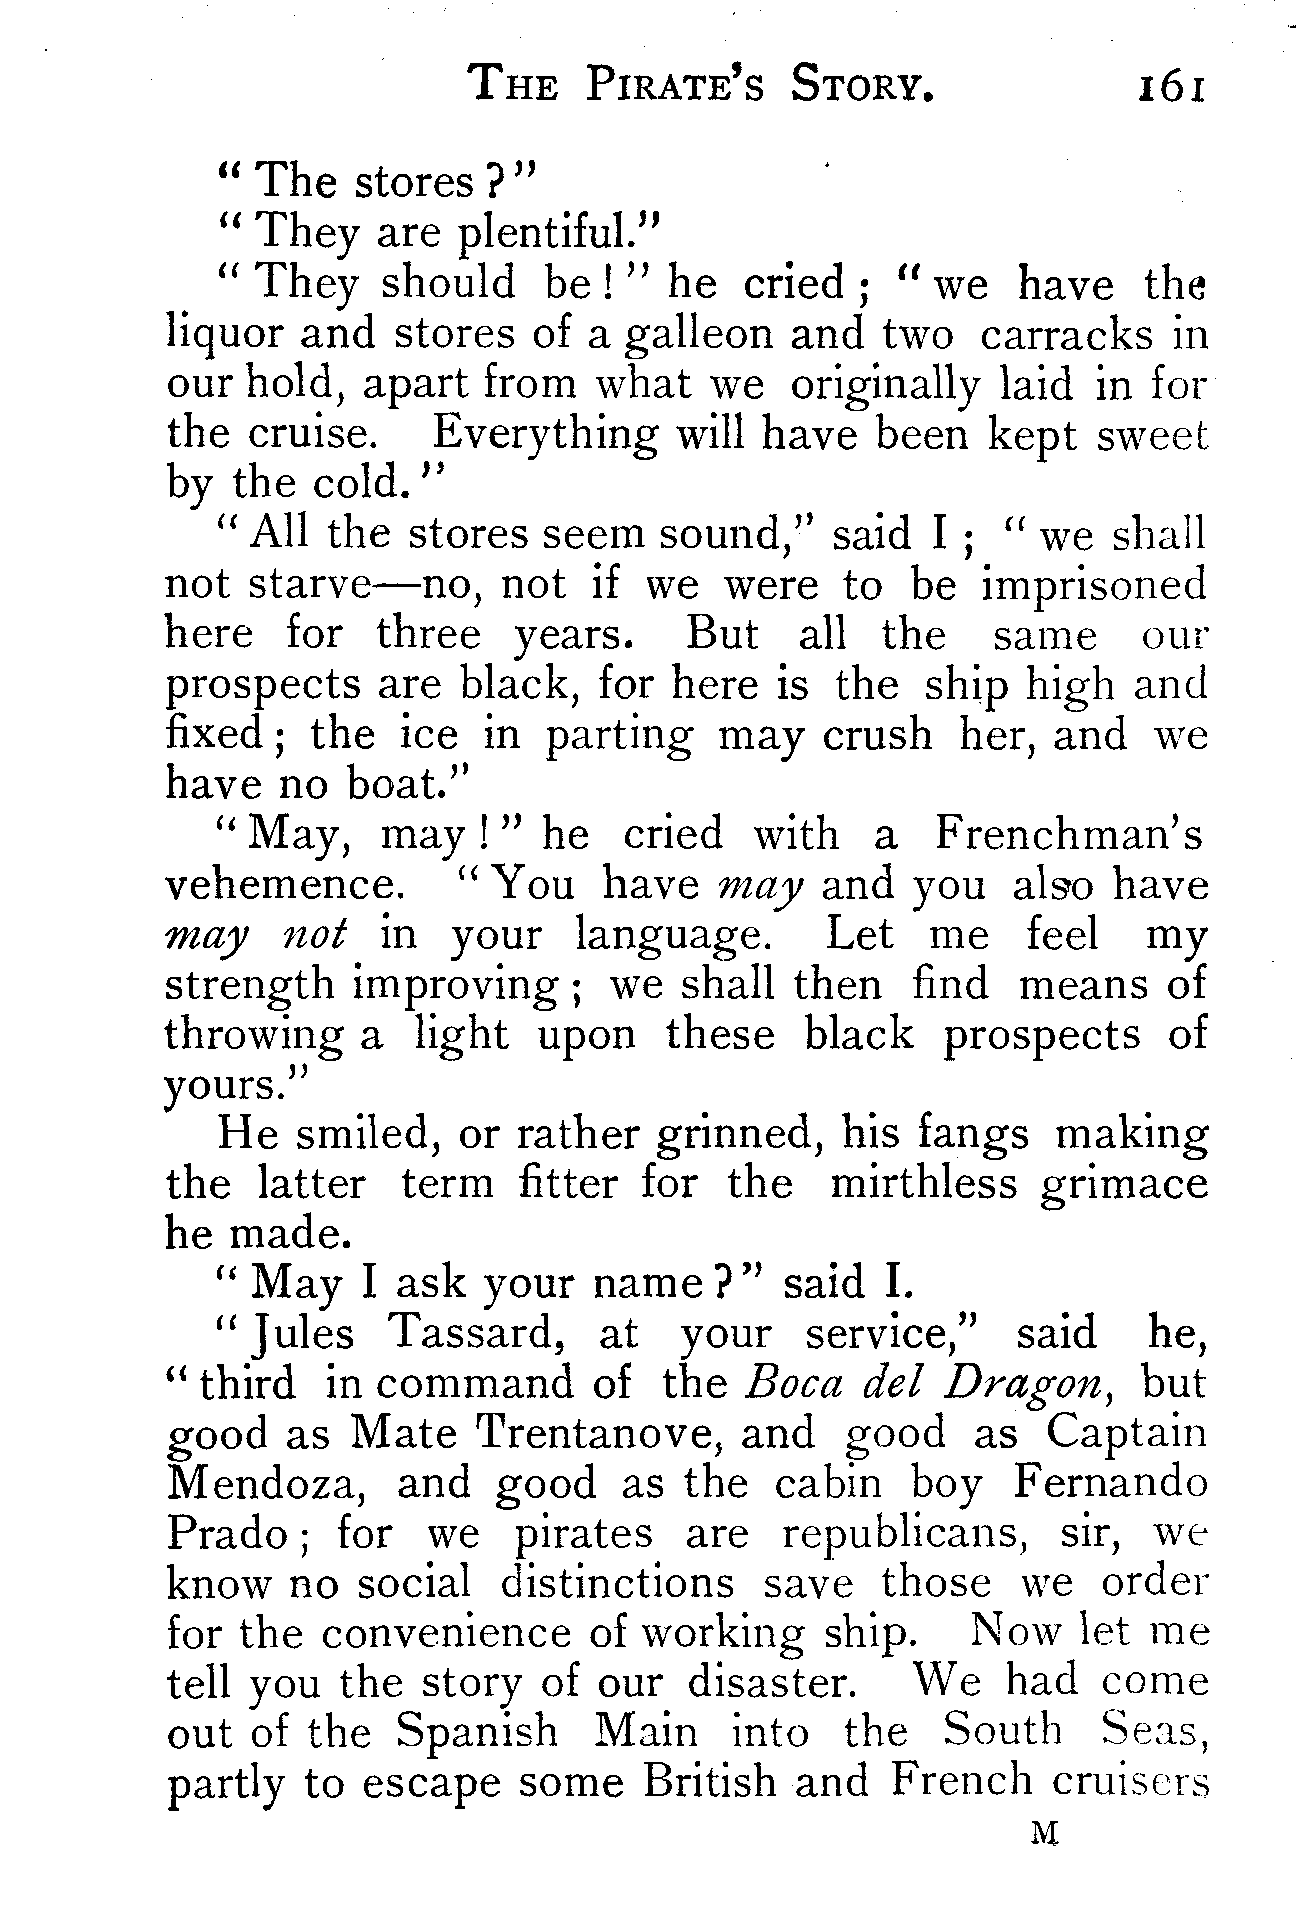 The Pirate's Story. 161
"The stores?"
"They are plentiful."
"They should be!" he cried; "we have the
liquor and stores of a galleon and two carracks in
our hold, apart from what we originally laid in for
the cruise. Everything will have been kept sweet
by the cold."
"All the stores seem sound," said I; "we shall
not starve—no, not if we were to be imprisoned
here for three years. But all the same our
prospects are black, for here is the ship high and
fixed; the ice in parting may crush her, and we
have no boat."
"May, may!" he cried with a Frenchman's
vehemence. "You have may and you also have
may not in your language. Let me feel my
strength improving; we shall then find means of
throwing a light upon these black prospects of
yours."
He smiled, or rather grinned, his fangs making
the latter term fitter for the mirthless grimace
he made.
"May I ask your name?" said I.
"Jules Tassard, at your service," said he,
"third in command of the Boca del Dragon, but
good as Mate Trentanove, and good as Captain
Mendoza, and good as the cabin boy Fernando
Prado; for we pirates are republicans, sir, we
know no social distinctions save those we order
for the convenience of working ship. Now let me
tell you the story of our disaster. We had come
out of the Spanish Main into the South Seas,
partly to escape some British and French cruisers
M